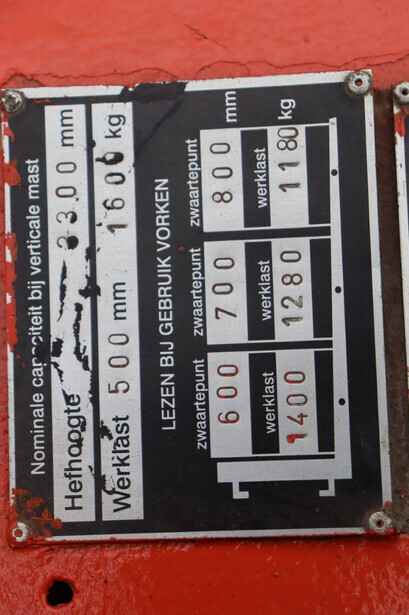 Nominale capaciteit bij verticale mast
Hefhoogte 3300 mm
Werklast 500 mm 1600 kg
LEZEN BIJ GEBRUIK VORKEN
zwaartepunt zwaartepunt zwaartepunt
600 700 800 mm
werklast werklast werklast
1400 1280 1180 kg